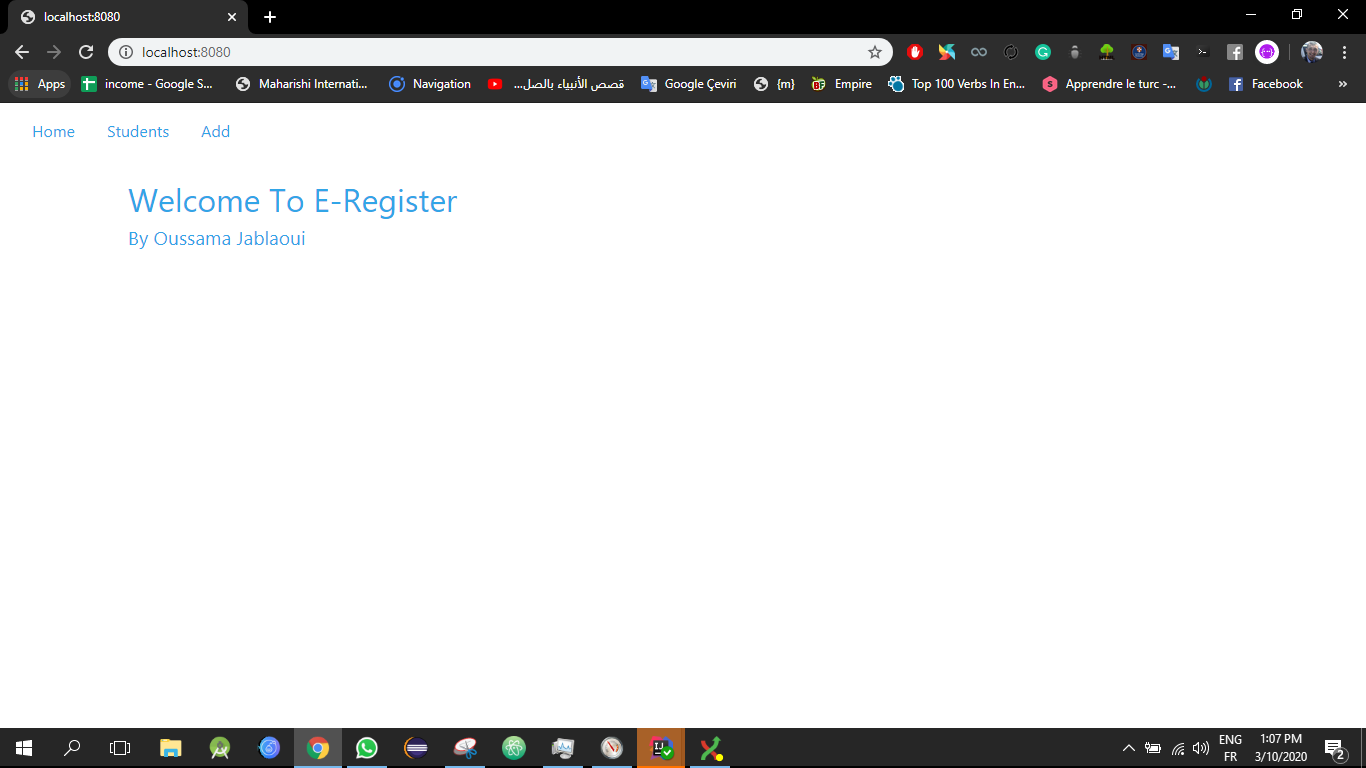 localhost:8080
localhost:8080
Apps
income - Google S...
Maharishi Internati...
Navigation
قصص الأنبياء بالصل...
Google Çeviri
{m}
Empire
Top 100 Verbs In En...
Apprendre le turc -...
Facebook
»
Home
Students
Add
Welcome To E-Register
By Oussama Jablaoui
ENG
FR
1:07 PM
3/10/2020
2